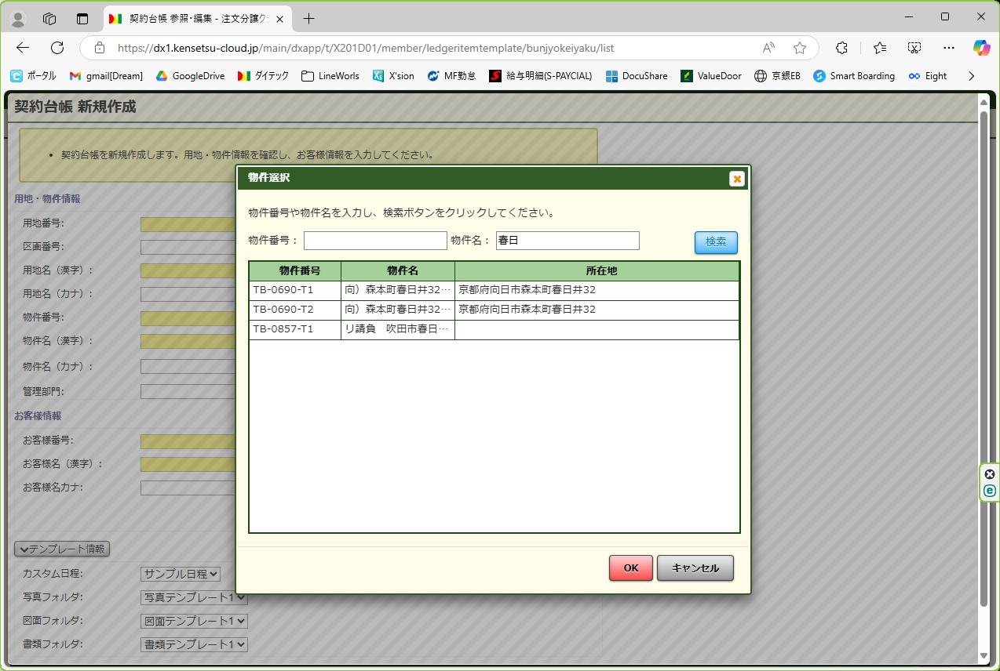 契約台帳 参照・編集 - 注文分譲ク
https://dx1.kensetsu-cloud.jp/main/dxapp/t/X201D01/member/ledgeritemtemplate/bunjyokeiyaku/list
ポータル gmail[Dream] GoogleDrive ダイテック LineWorls X'sion MF勤怠 給与明細(S-PAYCIAL) DocuShare ValueDoor 京銀EB Smart Boarding Eight
契約台帳 新規作成
• 契約台帳を新規作成します。用地・物件情報を確認し、お客様情報を入力してください。
用地・物件情報
用地番号:
区画番号:
用地名（漢字）:
用地名（カナ）:
物件番号:
物件名（漢字）:
物件名（カナ）:
管理部門:
お客様情報
お客様番号:
お客様名（漢字）:
お客様名カナ:
テンプレート情報
カスタム日程: サンプル日程
写真フォルダ: 写真テンプレート1
図面フォルダ: 図面テンプレート1
書類フォルダ: 書類テンプレート1
物件選択
物件番号や物件名を入力し、検索ボタンをクリックしてください。
物件番号： 物件名： 春日 検索
物件番号 物件名 所在地
TB-0690-T1 向）森本町春日井32… 京都府向日市森本町春日井32
TB-0690-T2 向）森本町春日井32… 京都府向日市森本町春日井32
TB-0857-T1 リ請負　吹田市春日…
OK キャンセル